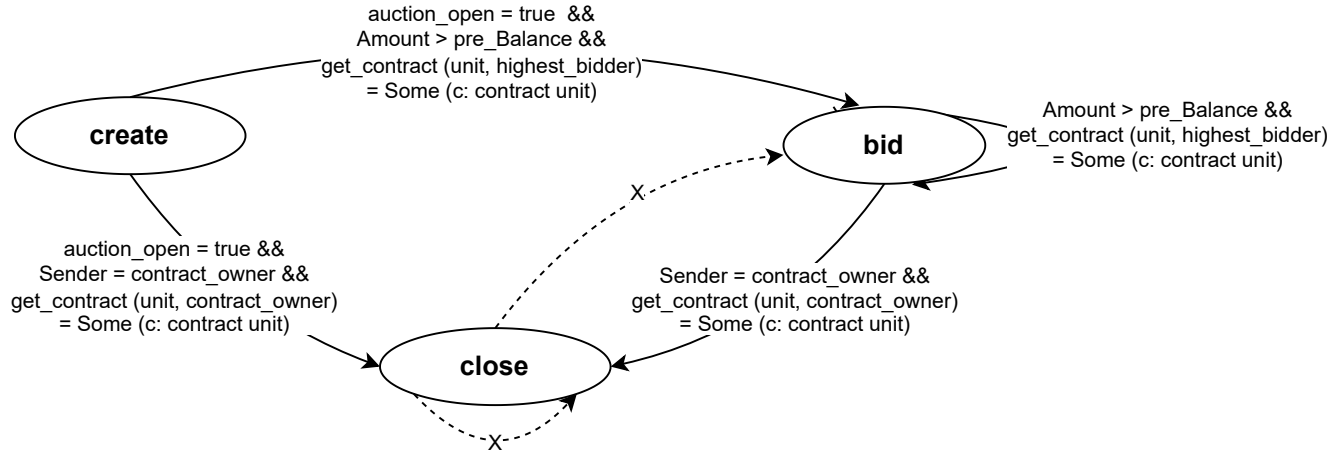 auction_open = true &&
Amount > pre_Balance &&
get_contract (unit, highest_bidder)
= Some (c: contract unit)
create
bid
Amount > pre_Balance &&
get_contract (unit, highest_bidder)
= Some (c: contract unit)
X
auction_open = true &&
Sender = contract_owner &&
get_contract (unit, contract_owner)
= Some (c: contract unit)
Sender = contract_owner &&
get_contract (unit, contract_owner)
= Some (c: contract unit)
close
X